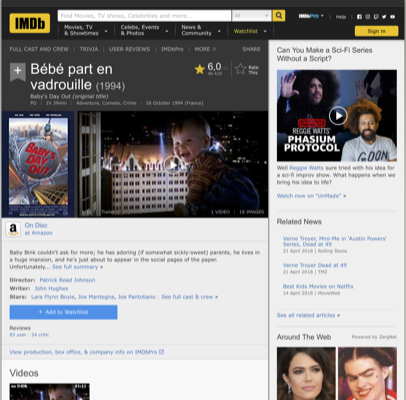 IMDb
Find Movies, TV shows, Celebrities and more...
All
IMDbPro
Help
Movies, TV
& Showtimes
Celebs, Events
& Photos
News &
Community
Watchlist
Sign in
FULL CAST AND CREW | TRIVIA | USER REVIEWS | IMDbPro | MORE
SHARE
Bébé part en
vadrouille (1994)
Baby's Day Out (original title)
PG | 1h 39min | Adventure, Comedy, Crime | 26 October 1994 (France)
6,0
Rate
This
BABY'S
DAY OUT
1 VIDEO | 18 IMAGES
On Disc
at Amazon
Baby Bink couldn't ask for more; he has adoring (if somewhat sickly-sweet) parents, he lives in
a huge mansion, and he's just about to appear in the social pages of the paper.
Unfortunately... See full summary »
Director: Patrick Read Johnson
Writer: John Hughes
Stars: Lara Flynn Boyle, Joe Mantegna, Joe Pantoliano | See full cast & crew »
+ Add to Watchlist
Reviews
63 user | 24 critic
View production, box office, & company info on IMDbPro
Videos
Can You Make a Sci-Fi Series
Without a Script?
REGGIE WATTS'
PHASIUM
PROTOCOL
Well Reggie Watts sure tried with his idea for
a sci-fi improv show. What happens when we
bring his idea to life?
Watch now on "UnMade" »
Related News
Verne Troyer, Mini-Me in 'Austin Powers'
Series, Dead at 49
21 April 2018 | Rolling Stone
Verne Troyer Dead at 49
21 April 2018 | TMZ
Best Kids Movies on Netflix
14 April 2018 | MovieWeb
See all related articles »
Around The Web
Powered by ZergNet